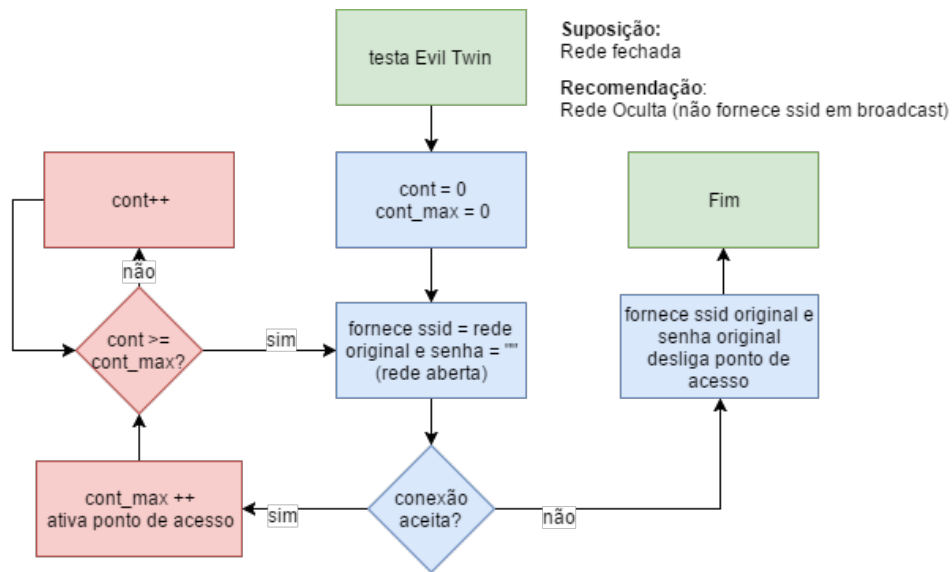 testa Evil Twin
Suposição:
Rede fechada
Recomendação:
Rede Oculta (não fornece ssid em broadcast)
cont++
cont = 0
cont_max = 0
Fim
não
cont >=
cont_max?
sim
fornece ssid = rede
original e senha = ""
(rede aberta)
fornece ssid original e
senha original
desliga ponto de
acesso
cont_max ++
ativa ponto de acesso
sim
conexão
aceita?
não